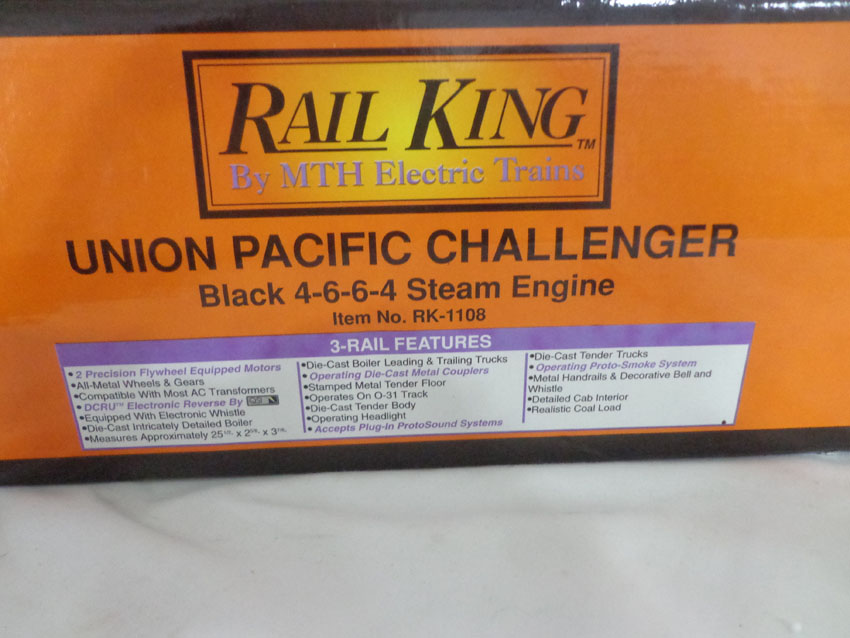 RAIL KING TM
By MTH Electric Trains
UNION PACIFIC CHALLENGER
Black 4-6-6-4 Steam Engine
Item No. RK-1108
3-RAIL FEATURES
•2 Precision Flywheel Equipped Motors
•All-Metal Wheels & Gears
•Compatible With Most AC Transformers
•DCRU™ Electronic Reverse By
•Equipped With Electronic Whistle
•Die-Cast Intricately Detailed Boiler
•Measures Approximately 25 x 2 x 3
•Die-Cast Boiler Leading & Trailing Trucks
•Operating Die-Cast Metal Couplers
•Stamped Metal Tender Floor
•Operates On O-31 Track
•Die-Cast Tender Body
•Operating Headlight
•Accepts Plug-in ProtoSound Systems
•Die-Cast Tender Trucks
•Operating Proto-Smoke System
•Metal Handrails & Decorative Bell and
Whistle
•Detailed Cab Interior
•Realistic Coal Load